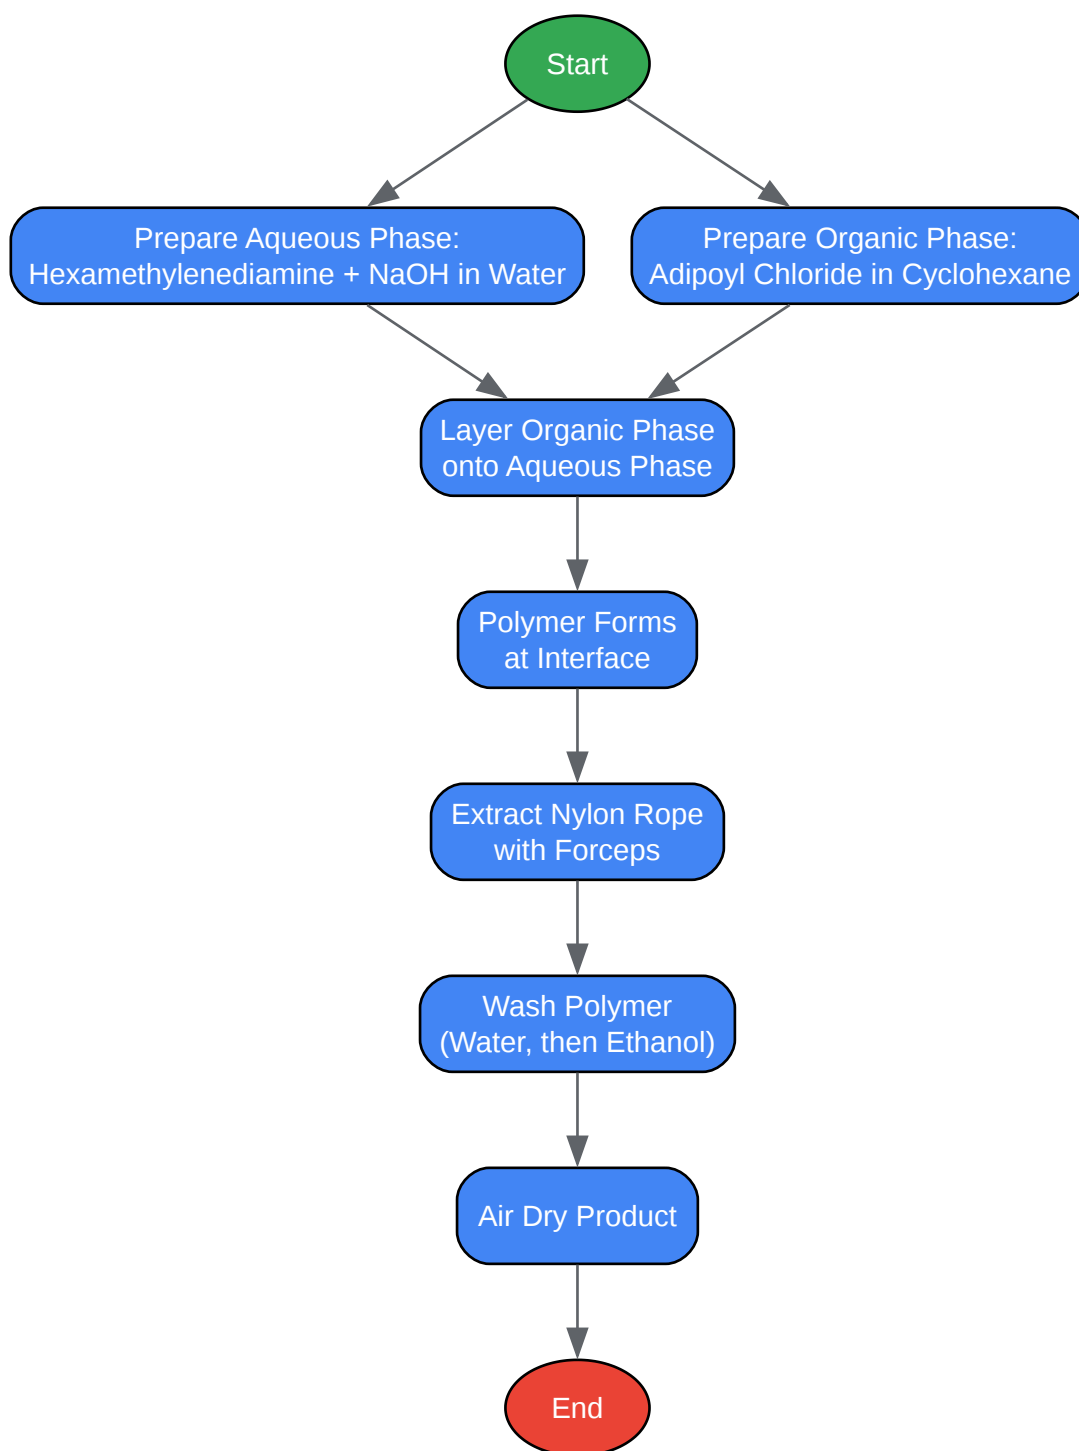 Start
Prepare Aqueous Phase:
Hexamethylenediamine + NaOH in Water
Prepare Organic Phase:
Adipoyl Chloride in Cyclohexane
Layer Organic Phase
onto Aqueous Phase
Polymer Forms
at Interface
Extract Nylon Rope
with Forceps
Wash Polymer
(Water, then Ethanol)
Air Dry Product
End